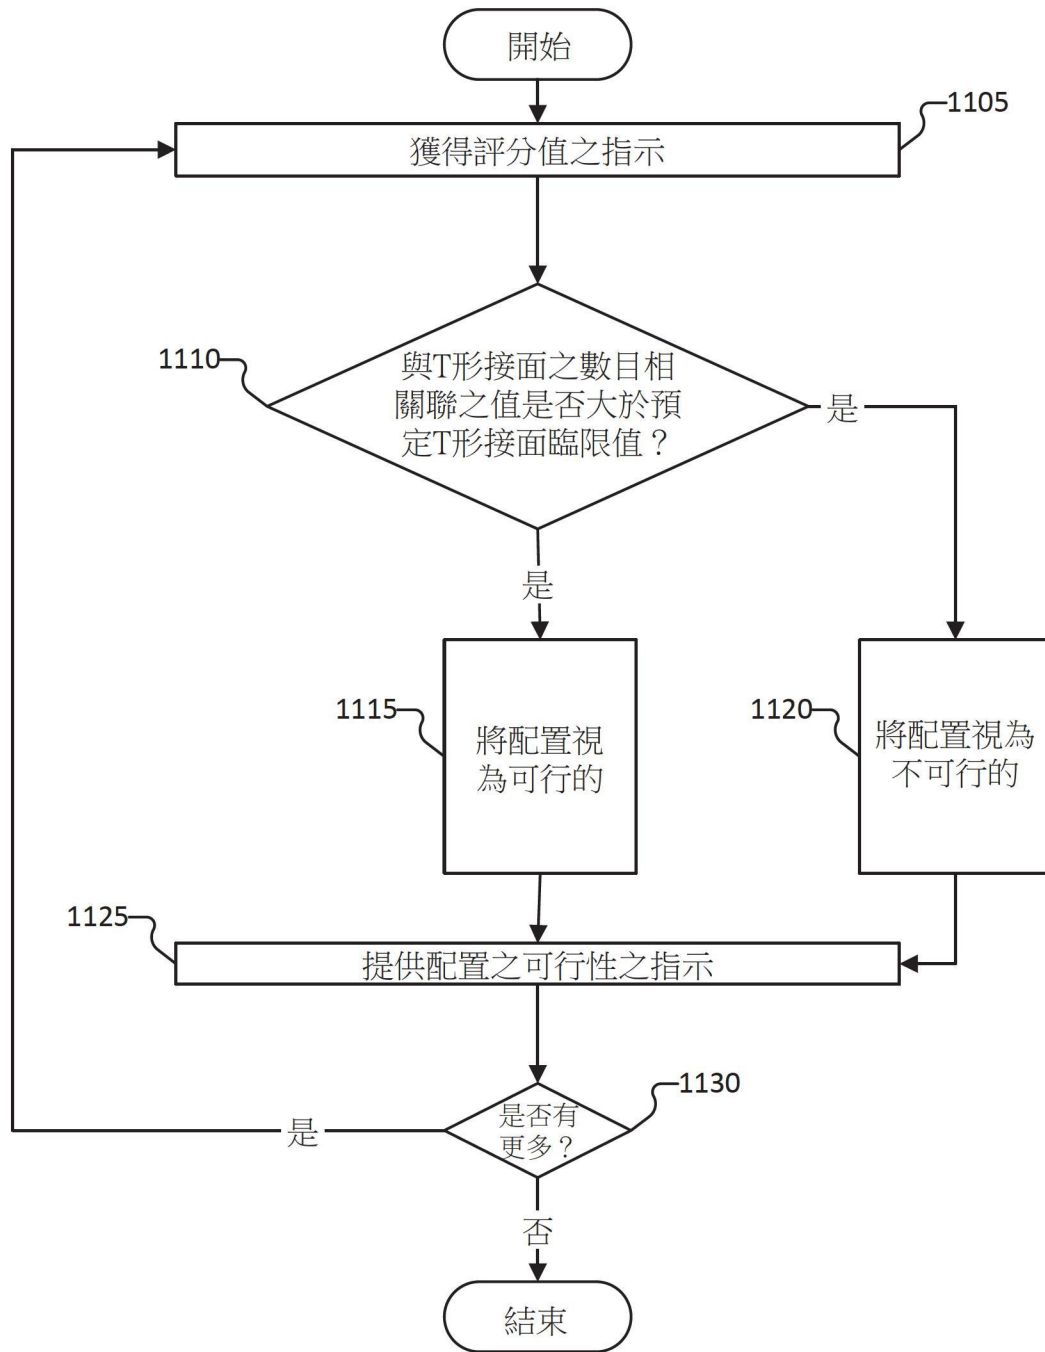 開始
1105
獲得評分值之指示
1110
與T形接面之數目相
關聯之值是否大於預
定T形接面臨限值？
是
是
1115
將配置視
為可行的
1120
將配置視為
不可行的
1125
提供配置之可行性之指示
1130
是否有
更多？
是
否
結束